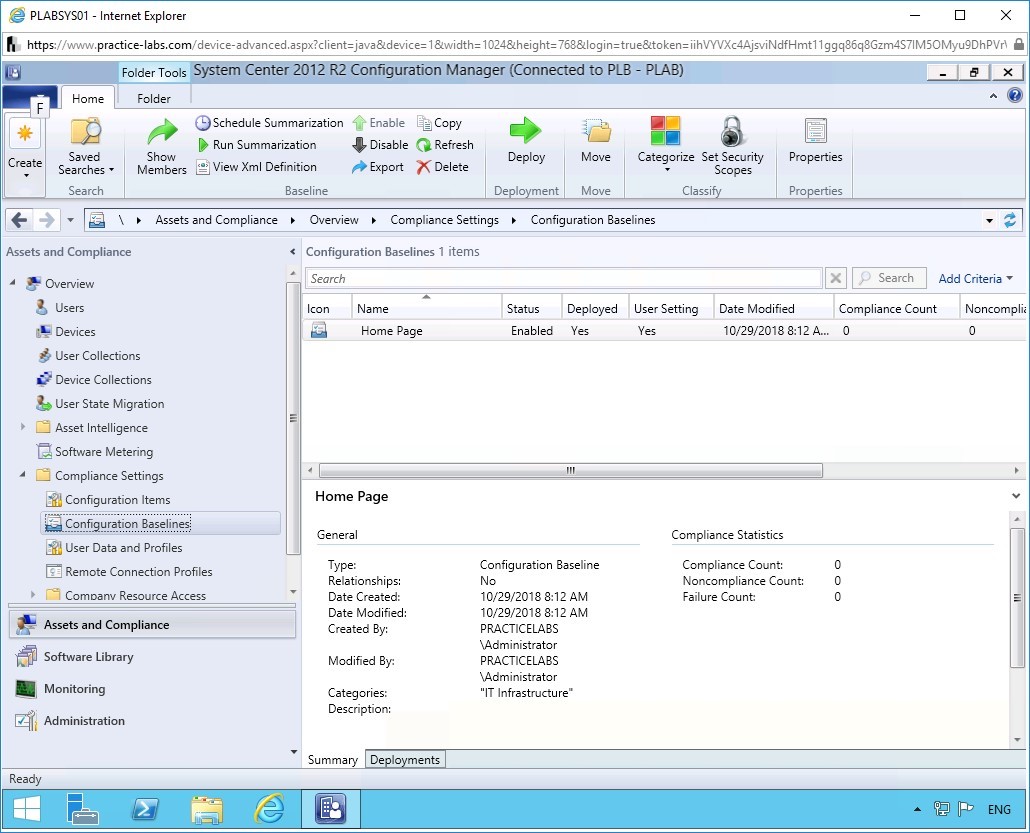 PLABSYS01 - Internet Explorer
https://www.practice-labs.com/device-advanced.aspx?client=java&device=1&width=1024&height=768&login=true&token=
Folder Tools System Center 2012 R2 Configuration Manager (Connected to PLB - PLAB)
F Home Folder
Create
Saved Searches
Search
Show Members
Schedule Summarization
Run Summarization
View Xml Definition
Enable
Disable
Export
Copy
Refresh
Delete
Baseline
Deploy
Deployment
Move
Move
Categorize
Set Security Scopes
Classify
Properties
Properties
\ Assets and Compliance Overview Compliance Settings Configuration Baselines
Assets and Compliance
Overview
Users
Devices
User Collections
Device Collections
User State Migration
Asset Intelligence
Software Metering
Compliance Settings
Configuration Items
Configuration Baselines
User Data and Profiles
Remote Connection Profiles
Company Resource Access
Assets and Compliance
Software Library
Monitoring
Administration
Configuration Baselines 1 items
Search
Search
Add Criteria
Icon Name Status Deployed User Setting Date Modified Compliance Count Noncomplia
Home Page Enabled Yes Yes 10/29/2018 8:12 A... 0 0
Home Page
General
Type: Configuration Baseline
Relationships: No
Date Created: 10/29/2018 8:12 AM
Date Modified: 10/29/2018 8:12 AM
Created By: PRACTICELABS
\Administrator
Modified By: PRACTICELABS
\Administrator
Categories: "IT Infrastructure"
Description:
Compliance Statistics
Compliance Count: 0
Noncompliance Count: 0
Failure Count: 0
Summary Deployments
Ready
ENG